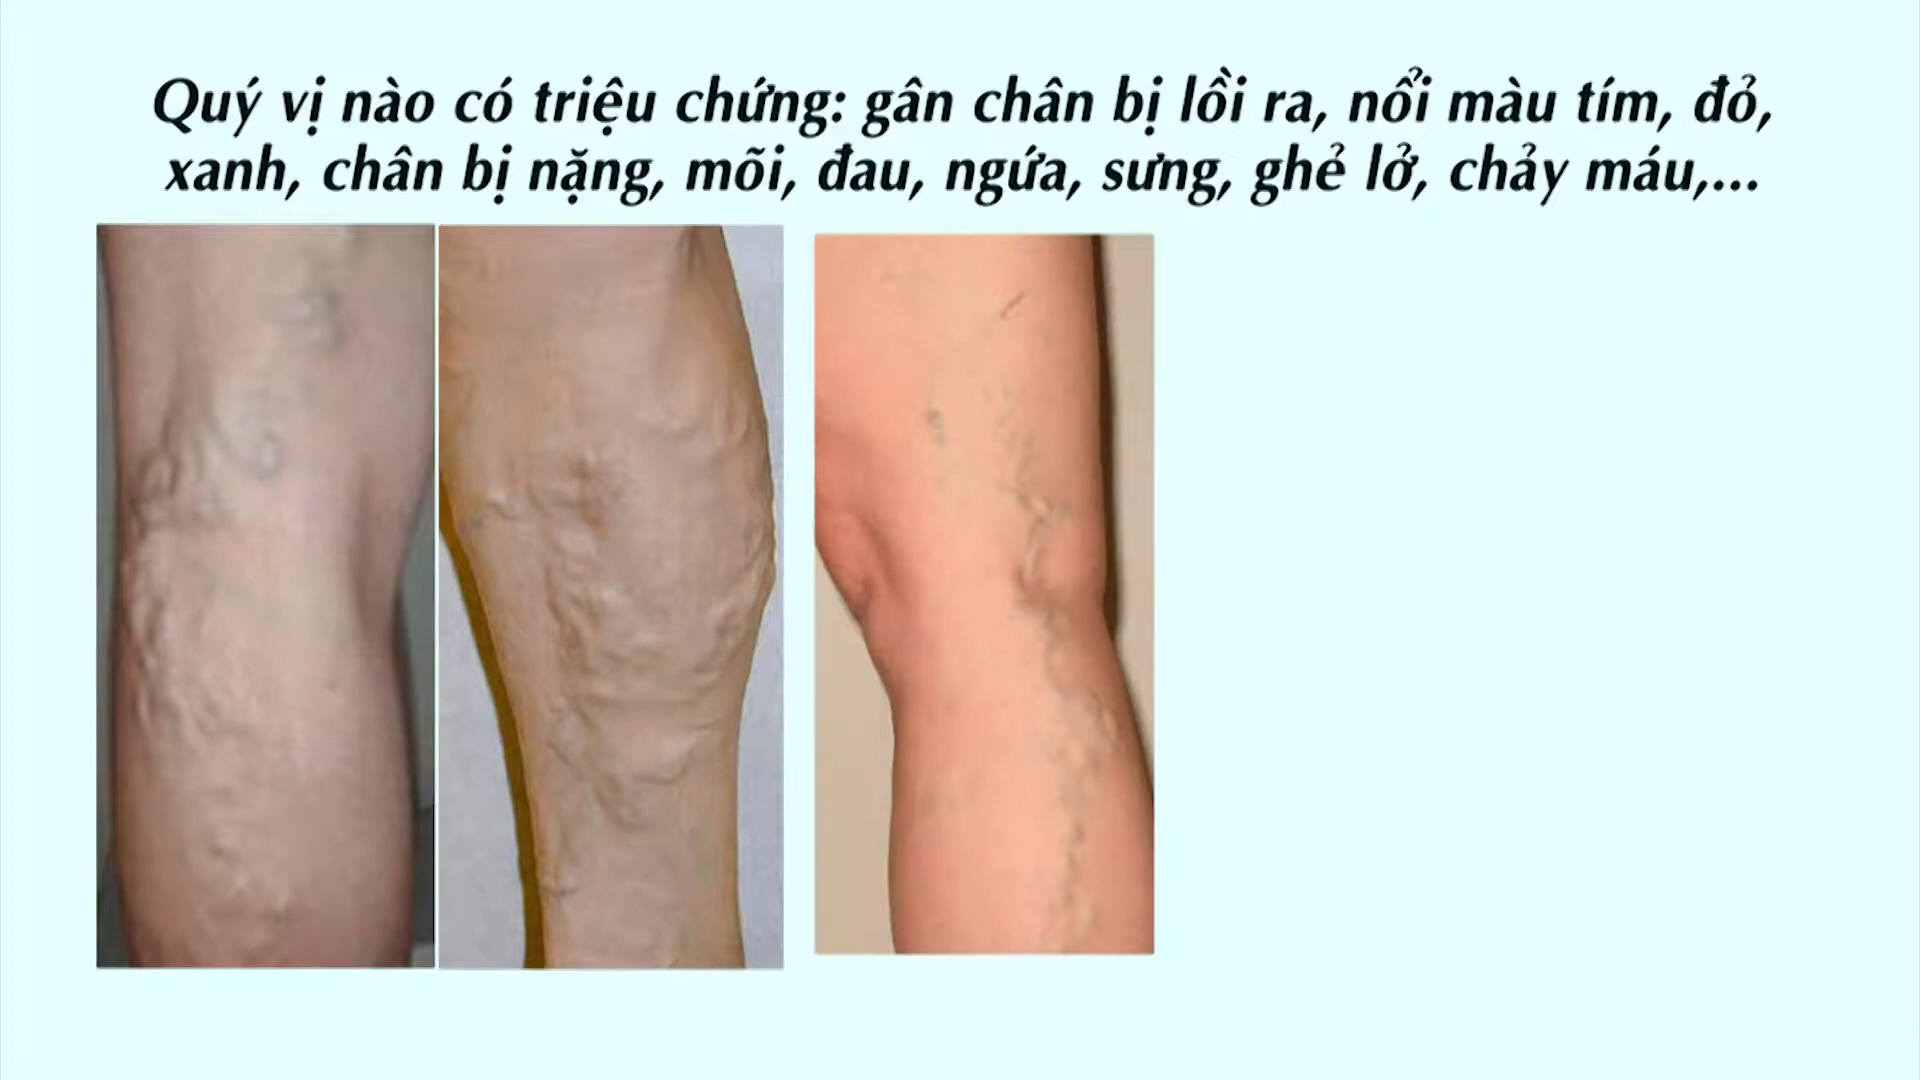 Quý vị nào có triệu chứng: gân chân bị lồi ra, nổi màu tím, đỏ,
xanh, chân bị nặng, mõi, đau, ngứa, sưng, ghẻ lở, chảy máu,...